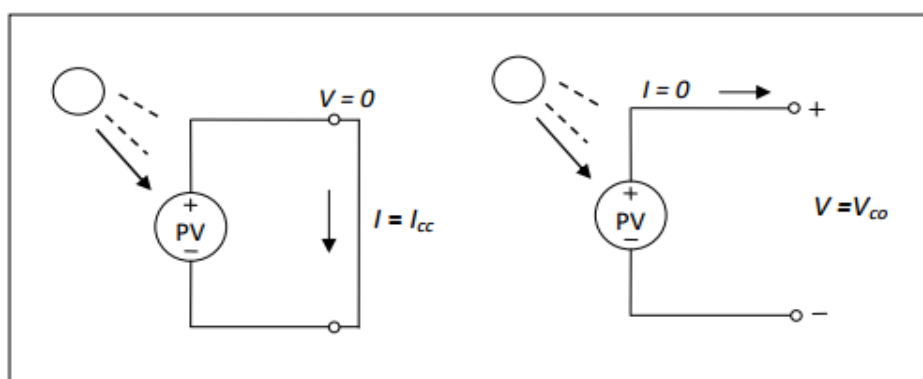 V = 0
+
PV
−
I = Icc
I = 0
+
+
PV
−
V =Vco
−